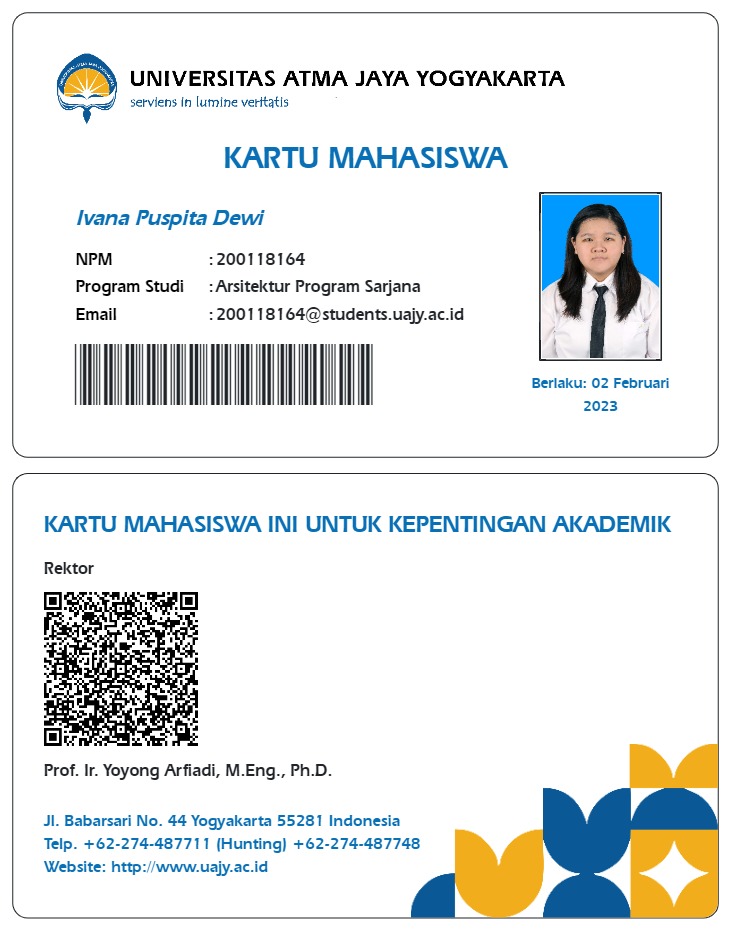 UNIVERSITAS ATMA JAYA YOGYAKARTA
serviens in lumine veritatis
KARTU MAHASISWA
Ivana Puspita Dewi
NPM : 200118164
Program Studi : Arsitektur Program Sarjana
Email : 200118164@students.uajy.ac.id
Berlaku: 02 Februari
2023
KARTU MAHASISWA INI UNTUK KEPENTINGAN AKADEMIK
Rektor
Prof. Ir. Yoyong Arfiadi, M.Eng., Ph.D.
Jl. Babarsari No. 44 Yogyakarta 55281 Indonesia
Telp. +62-274-487711 (Hunting) +62-274-487748
Website: http://www.uajy.ac.id